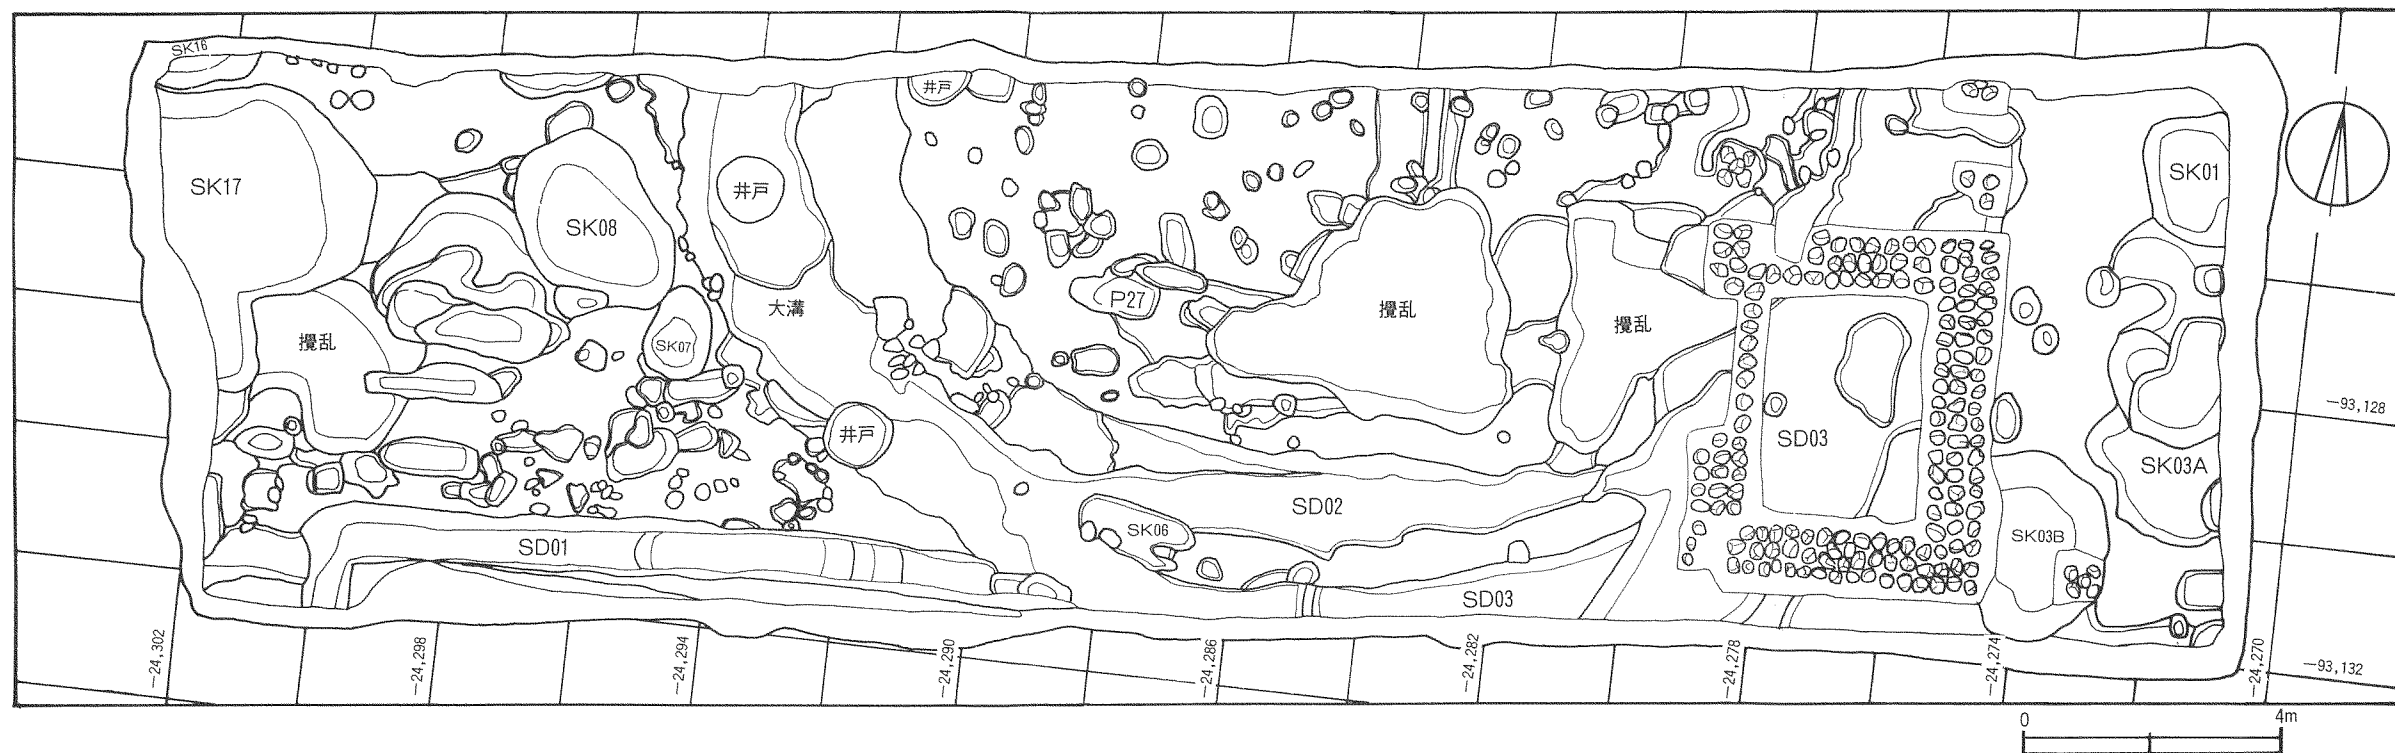 SK16
井戸
SK17
井戸
SK01
SK08
P27
大溝
攪乱
攪乱
攪乱
SK07
−93,128
井戸
SD03
SK03A
SD02
SK06
SK03B
SD01
SD03
−24,302
−24,298
−24,294
−24,290
−24,286
−24,282
−24,278
−24,274
−24,270
−93,132
0
4m